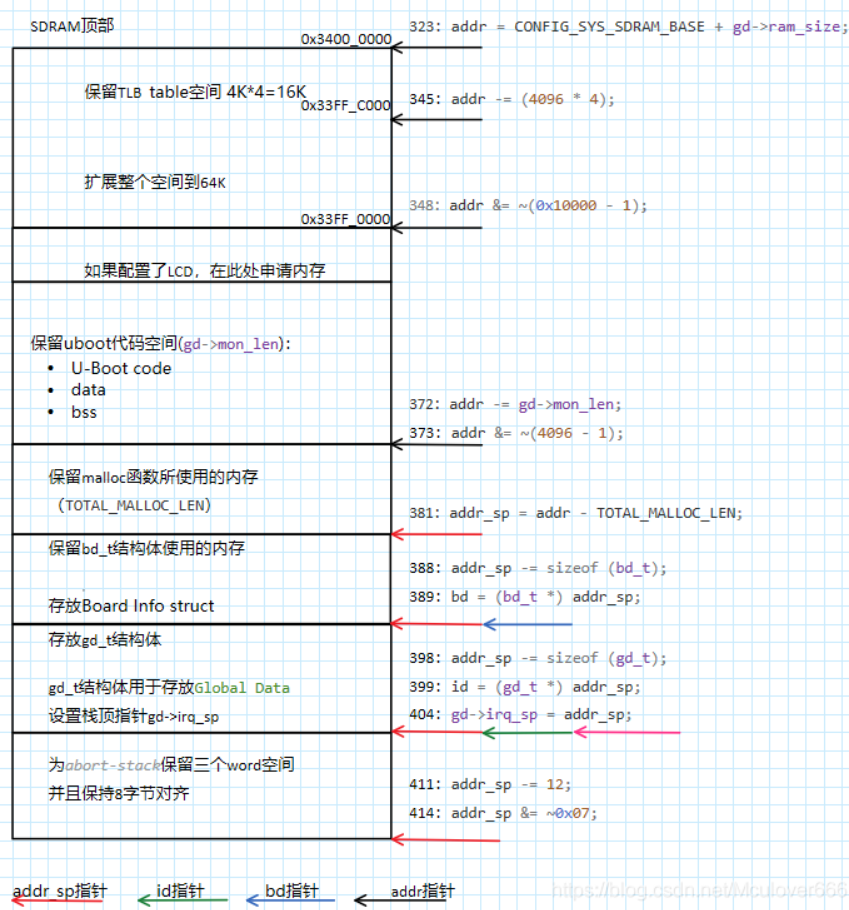 SDRAM顶部
323: addr = CONFIG_SYS_SDRAM_BASE + gd->ram_size;
0x3400_0000
保留TLB table空间 4K*4=16K
345: addr -= (4096 * 4);
0x33FF_C000
扩展整个空间到64K
348: addr &= ~(0x10000 - 1);
0x33FF_0000
如果配置了LCD，在此处申请内存
保留uboot代码空间(gd->mon_len):
• U-Boot code
• data
• bss
372: addr -= gd->mon_len;
373: addr &= ~(4096 - 1);
保留malloc函数所使用的内存
（TOTAL_MALLOC_LEN）
381: addr_sp = addr - TOTAL_MALLOC_LEN;
保留bd_t结构体使用的内存
388: addr_sp -= sizeof (bd_t);
389: bd = (bd_t *) addr_sp;
存放Board Info struct
存放gd_t结构体
398: addr_sp -= sizeof (gd_t);
gd_t结构体用于存放Global Data
399: id = (gd_t *) addr_sp;
设置栈顶指针gd->irq_sp
404: gd->irq_sp = addr_sp;
为abort-stack保留三个word空间
并且保持8字节对齐
411: addr_sp -= 12;
414: addr_sp &= ~0x07;
addr_sp指针 id指针 bd指针 addr指针
https://blog.csdn.net/Mculover666